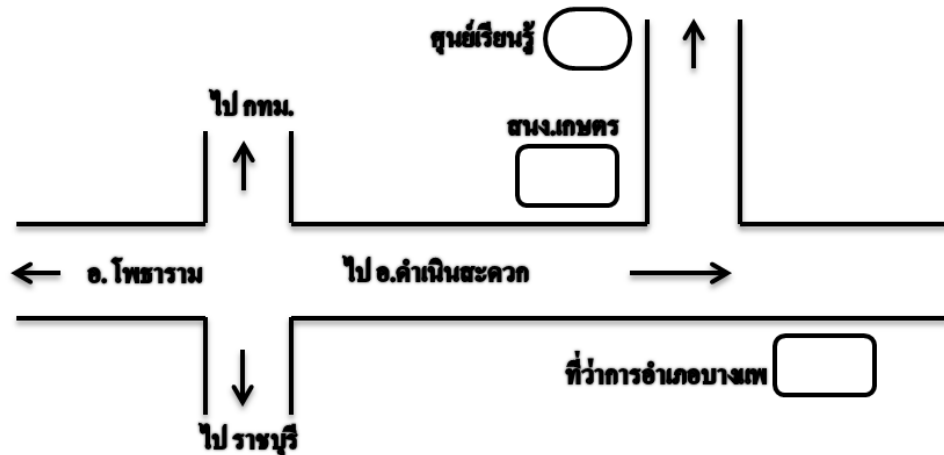 ศูนย์เรียนรู้
ไป กทม.
สนง.เกษตร
อ. โพธาราม
ไป อ.ดำเนินสะดวก
ที่ว่าการอำเภอบางแพ
ไป ราชบุรี